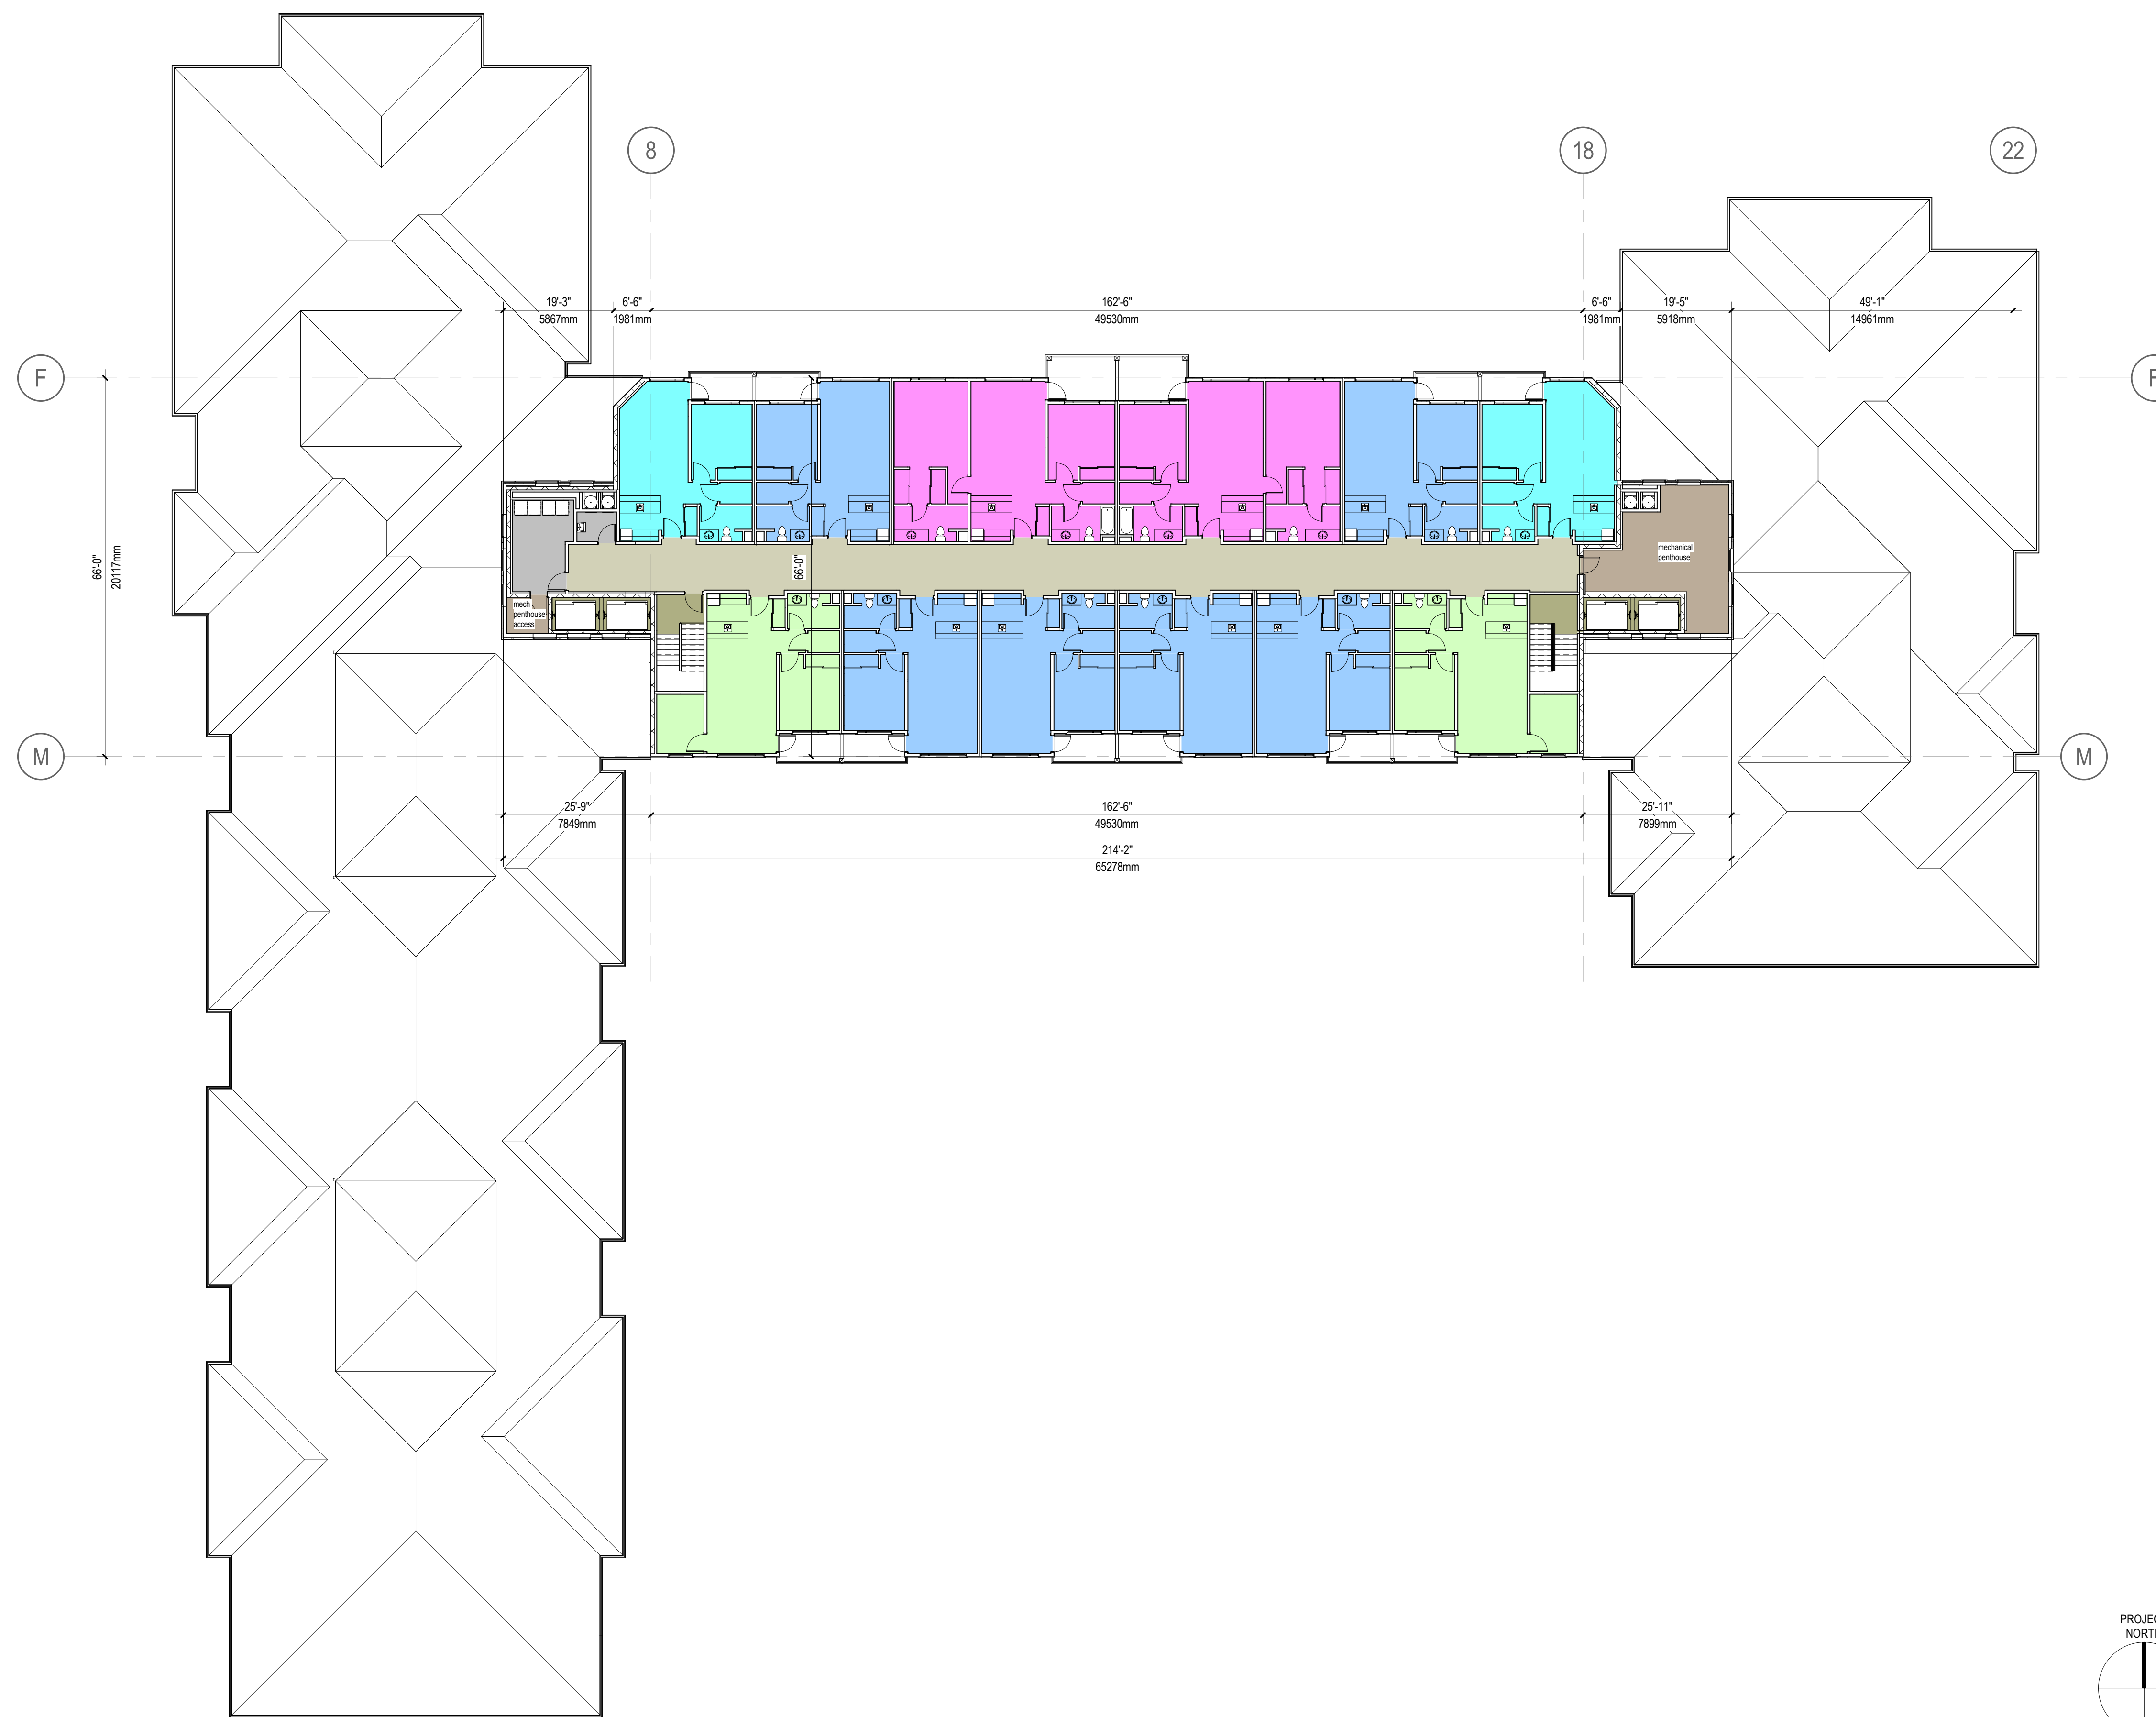 8
18
22
19'-3"
6'-6"
162'-6"
6'-6"
19'-5"
49'-1"
5867mm
1981mm
49530mm
1981mm
5918mm
14961mm
F
66'-0"
20117mm
66'-0"
mechanical
penthouse
mech
penthouse
access
M
M
25'-9"
162'-6"
25'-11"
7849mm
49530mm
7899mm
214'-2"
65278mm